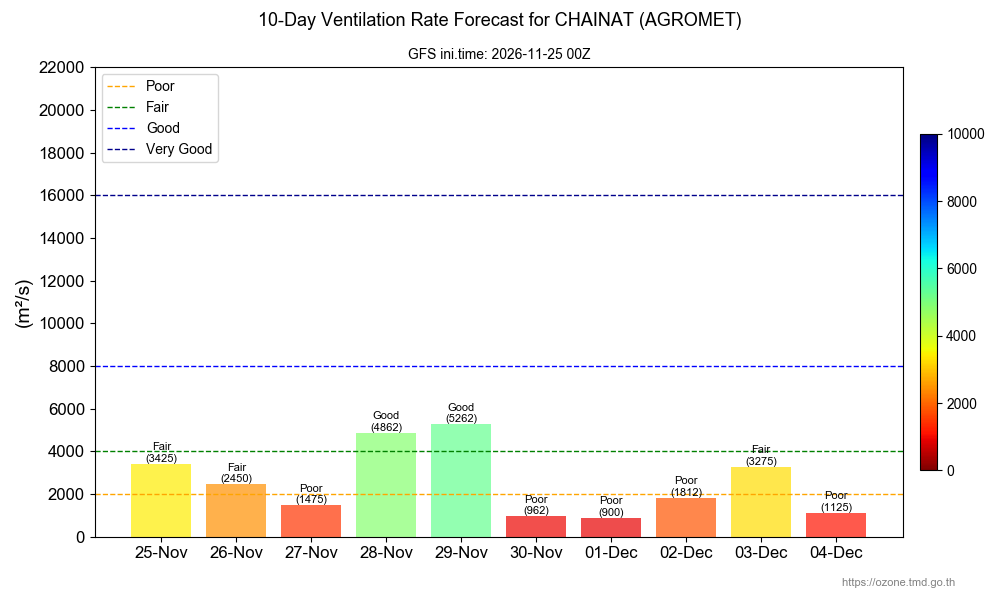 10-Day Ventilation Rate Forecast for CHAINAT (AGROMET)
GFS ini.time: 2026-11-25 00Z
(m²/s)
22000
20000
18000
16000
14000
12000
10000
8000
6000
4000
2000
0
Poor
Fair
Good
Very Good
Fair
(3425)
Fair
(2450)
Poor
(1475)
Good
(4862)
Good
(5262)
Poor
(962)
Poor
(900)
Poor
(1812)
Fair
(3275)
Poor
(1125)
25-Nov 26-Nov 27-Nov 28-Nov 29-Nov 30-Nov 01-Dec 02-Dec 03-Dec 04-Dec
10000
8000
6000
4000
2000
0
https://ozone.tmd.go.th